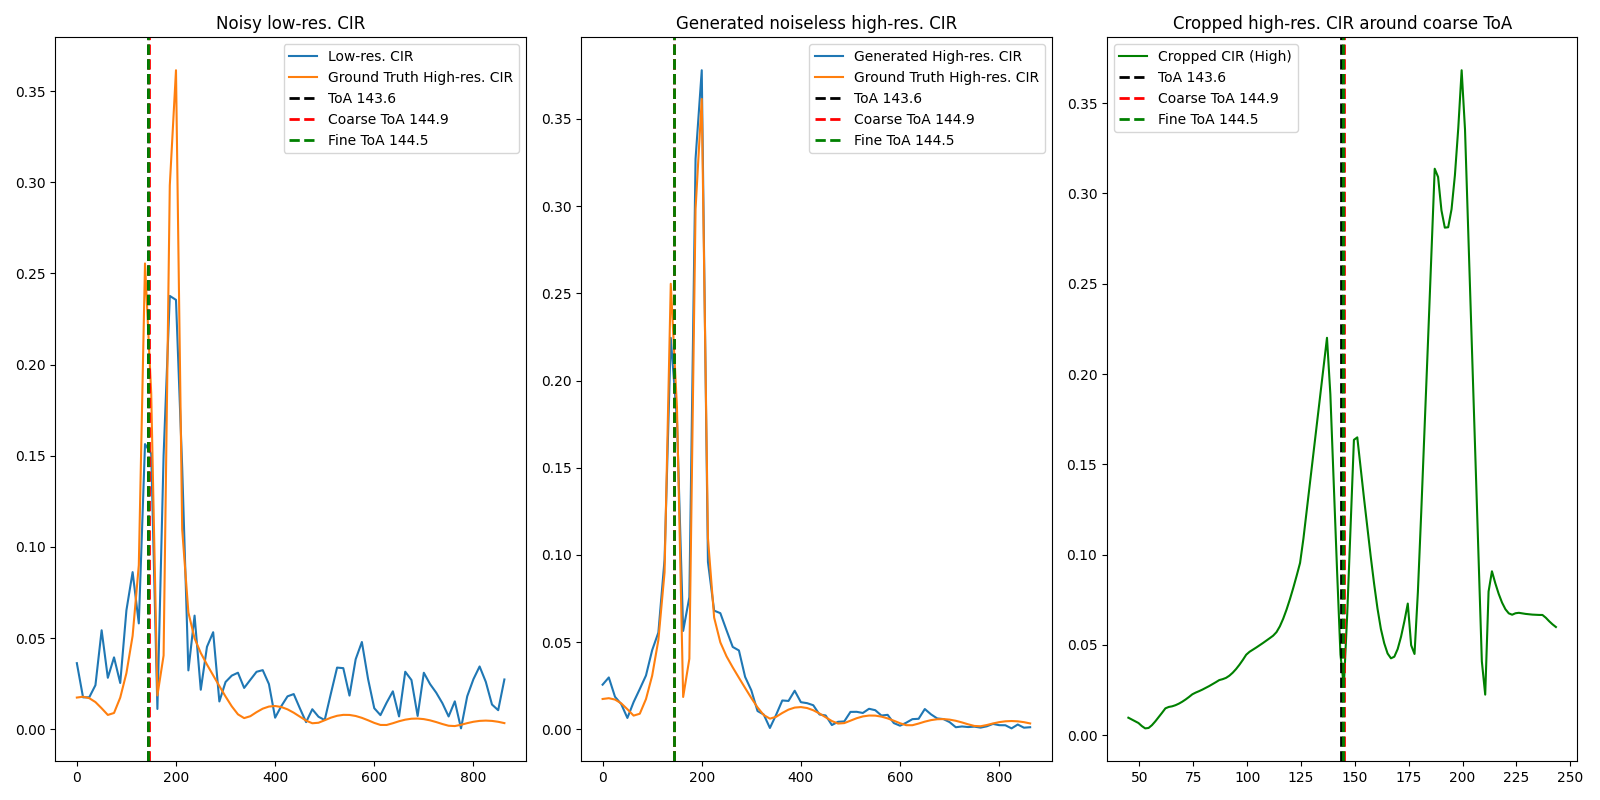 Noisy low-res. CIR
Low-res. CIR
Ground Truth High-res. CIR
ToA 143.6
Coarse ToA 144.9
Fine ToA 144.5
0.35
0.30
0.25
0.20
0.15
0.10
0.05
0.00
0 200 400 600 800
Generated noiseless high-res. CIR
Generated High-res. CIR
Ground Truth High-res. CIR
ToA 143.6
Coarse ToA 144.9
Fine ToA 144.5
0.35
0.30
0.25
0.20
0.15
0.10
0.05
0.00
0 200 400 600 800
Cropped high-res. CIR around coarse ToA
Cropped CIR (High)
ToA 143.6
Coarse ToA 144.9
Fine ToA 144.5
0.35
0.30
0.25
0.20
0.15
0.10
0.05
0.00
50 75 100 125 150 175 200 225 250